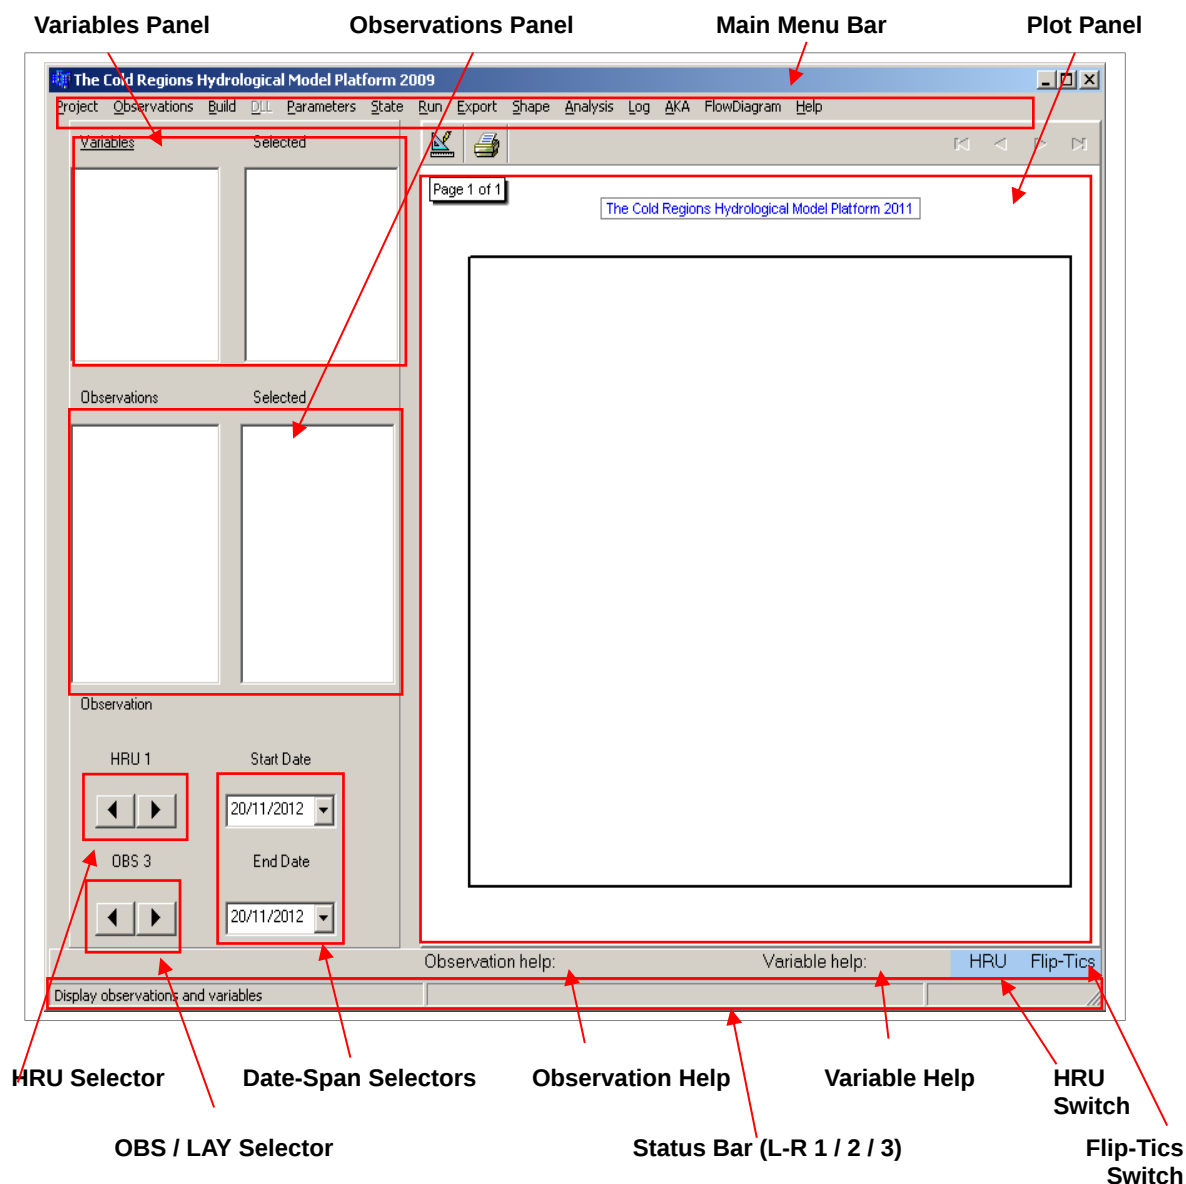 Variables Panel Observations Panel Main Menu Bar Plot Panel
The Cold Regions Hydrological Model Platform 2009
Project Observations Build DLL Parameters State Run Export Shape Analysis Log AKA FlowDiagram Help
Variables Selected
Page 1 of 1
The Cold Regions Hydrological Model Platform 2011
Observations Selected
Observation
HRU 1 Start Date
20/11/2012
OBS 3 End Date
20/11/2012
Observation help: Variable help: HRU Flip-Tics
Display observations and variables
HRU Selector Date-Span Selectors Observation Help Variable Help HRU
Switch
OBS / LAY Selector Status Bar (L-R 1 / 2 / 3) Flip-Tics
Switch